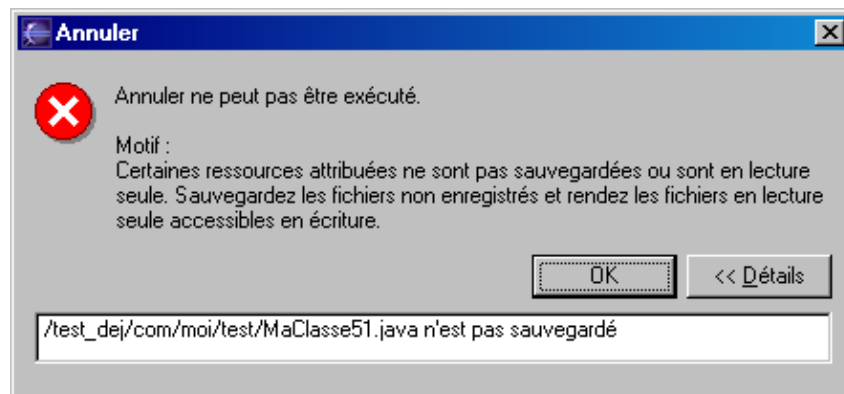 Annuler
Annuler ne peut pas être exécuté.
Motif :
Certaines ressources attribuées ne sont pas sauvegardées ou sont en lecture
seule. Sauvegardez les fichiers non enregistrés et rendez les fichiers en lecture
seule accessibles en écriture.
OK
<< Détails
/test_dej/com/moi/test/MaClasse51.java n'est pas sauvegardé